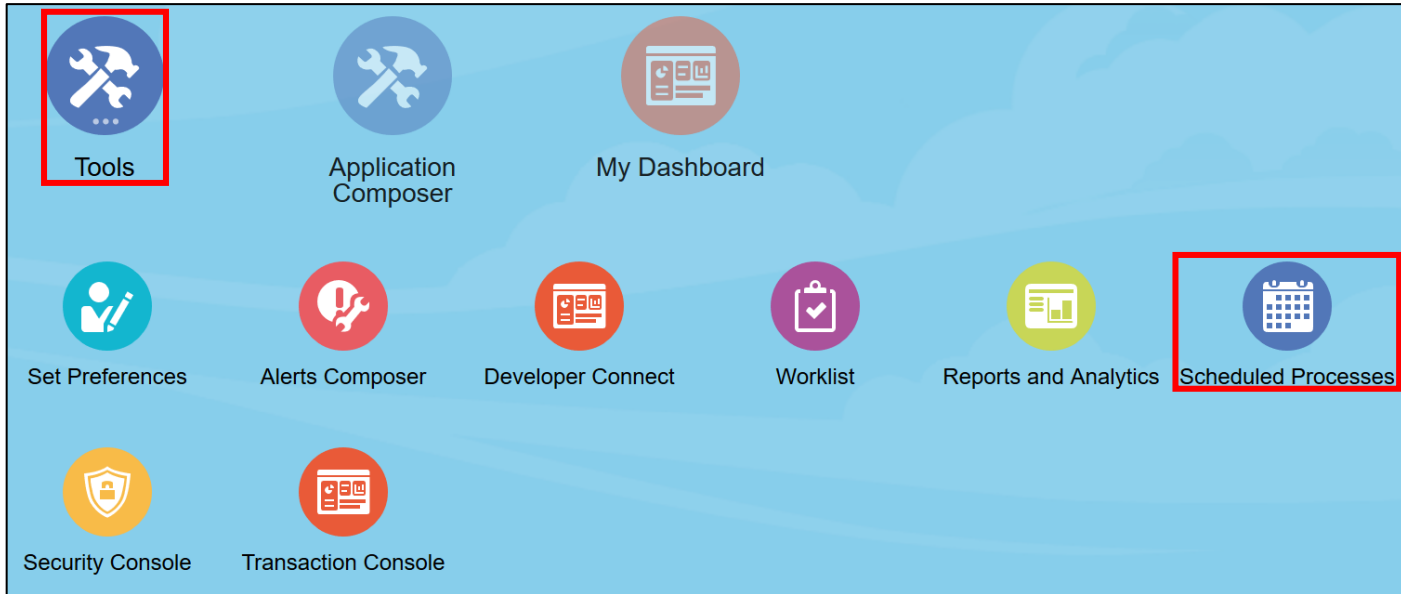 Tools
Application
Composer
My Dashboard
Set Preferences
Alerts Composer
Developer Connect
Worklist
Reports and Analytics
Scheduled Processes
Security Console
Transaction Console